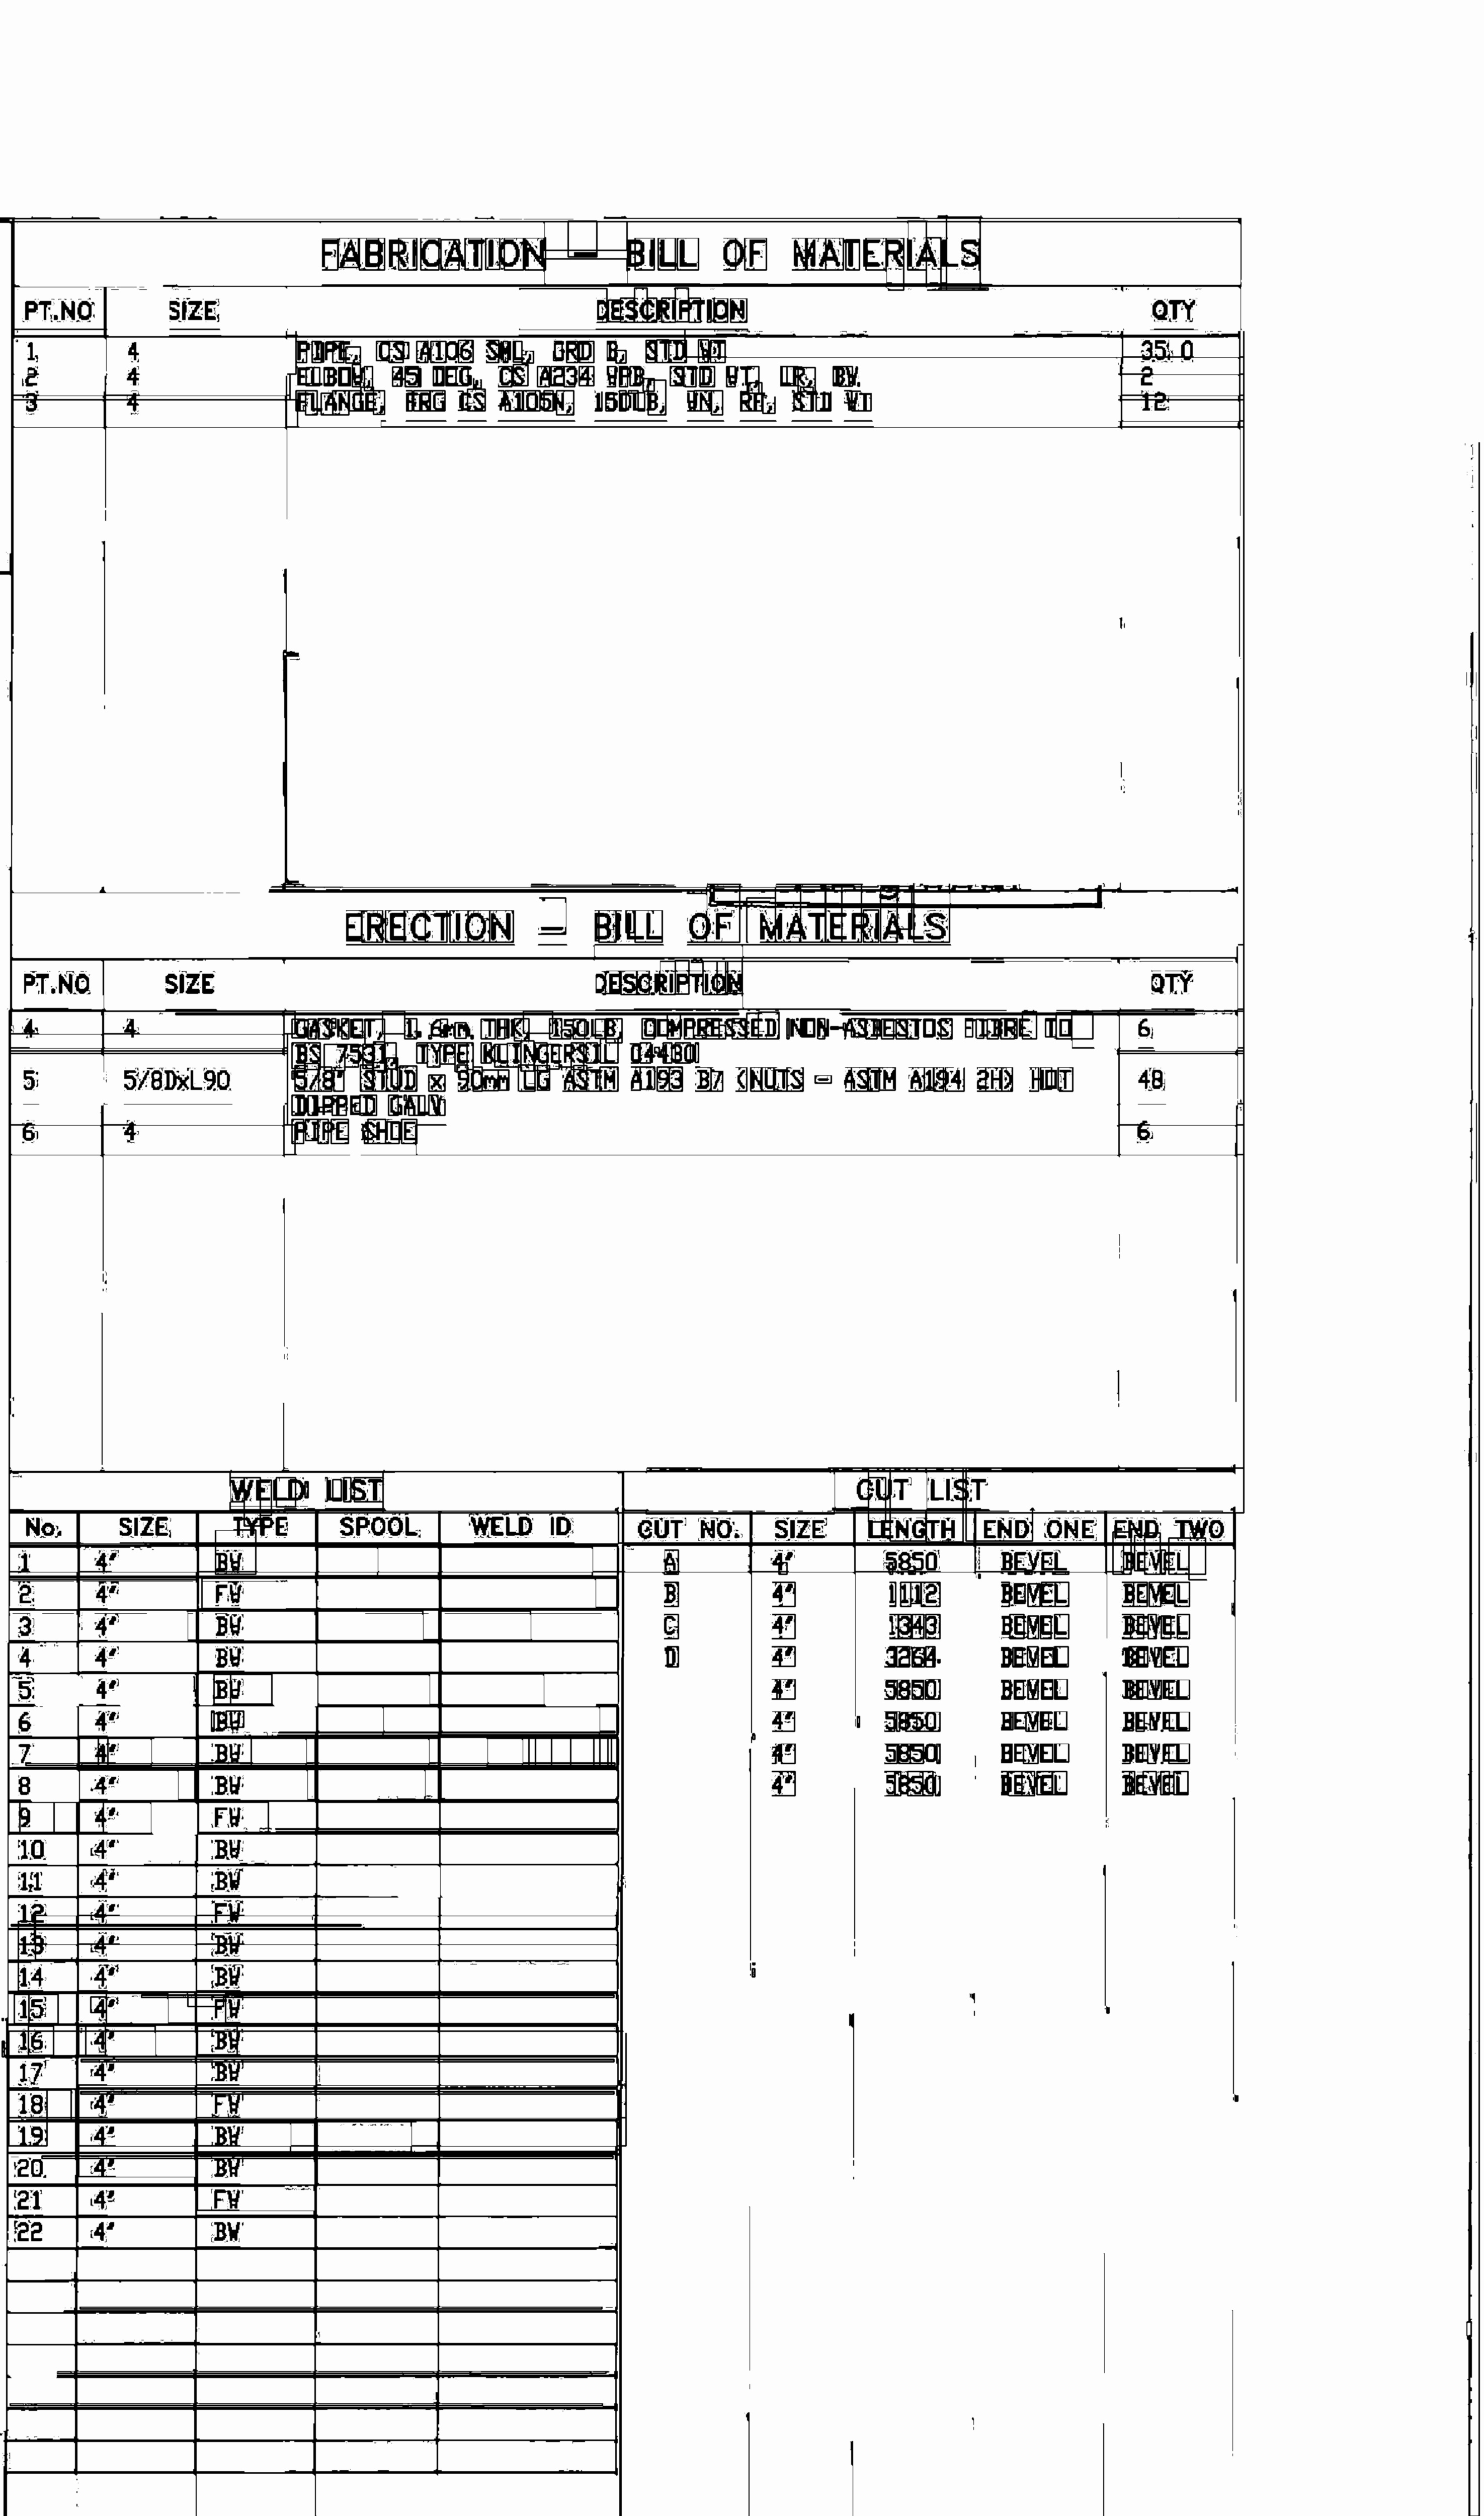 FABRICATION - BILL OF MATERIALS
PT.NO SIZE DESCRIPTION QTY
1 4 PIPE, CS A106 SML, GRD B, STD WT 35.0
2 4 ELBOW, 45 DEG, CS A234 WPB, STD WT, LR, BW 2
3 4 FLANGE, FRG CS A105N, 150LB, WN, RF, STD WT 12
ERECTION - BILL OF MATERIALS
PT.NO SIZE DESCRIPTION QTY
4 4 GASKET, THK, 150LB, COMPRESSED NON-ASBESTOS FIBRE TO 6
BS 7531, TYPE KLINGERSIL
5 5/8DxL90 5/8" STUD x 90mm LG ASTM A193 B7 (NUTS - ASTM A194 2H) HOT 48
DIPPED GALV
6 4 PIPE SHOE 6
WELD LIST CUT LIST
No. SIZE TYPE SPOOL WELD ID CUT NO. SIZE LENGTH END ONE END TWO
1 4" BW A 4" 5850 BEVEL BEVEL
2 4" FW B 4" 1112 BEVEL BEVEL
3 4" BW C 4" 1343 BEVEL BEVEL
4 4" BW D 4" 3264 BEVEL BEVEL
5 4" BW 4" 5850 BEVEL BEVEL
6 4" BW 4" 5850 BEVEL BEVEL
7 4" BW 4" 5850 BEVEL BEVEL
8 4" BW 4" 5850 BEVEL BEVEL
9 4" FW
10 4" BW
11 4" BW
12 4" FW
13 4" BW
14 4" BW
15 4" FW
16 4" BW
17 4" BW
18 4" FW
19 4" BW
20 4" BW
21 4" FW
22 4" BW